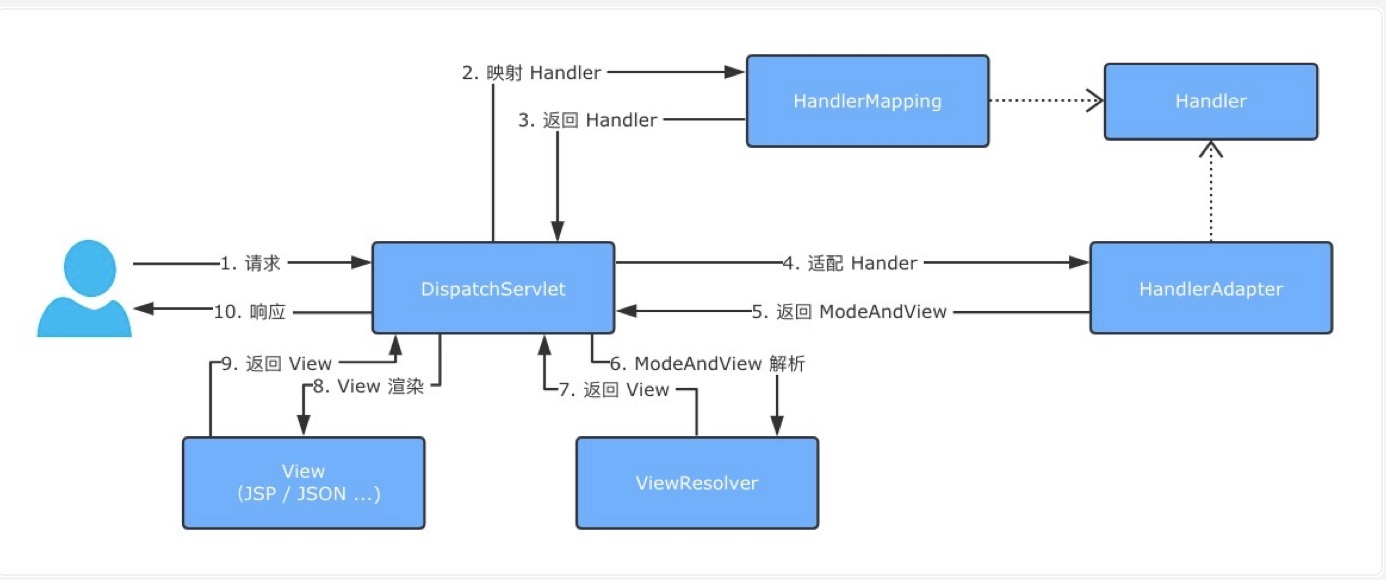 2. 映射 Handler
HandlerMapping
Handler
3. 返回 Handler
1. 请求
DispatchServlet
4. 适配 Hander
HandlerAdapter
10. 响应
5. 返回 ModeAndView
9. 返回 View
6. ModeAndView 解析
8. View 渲染
7. 返回 View
View
(JSP / JSON ...)
ViewResolver